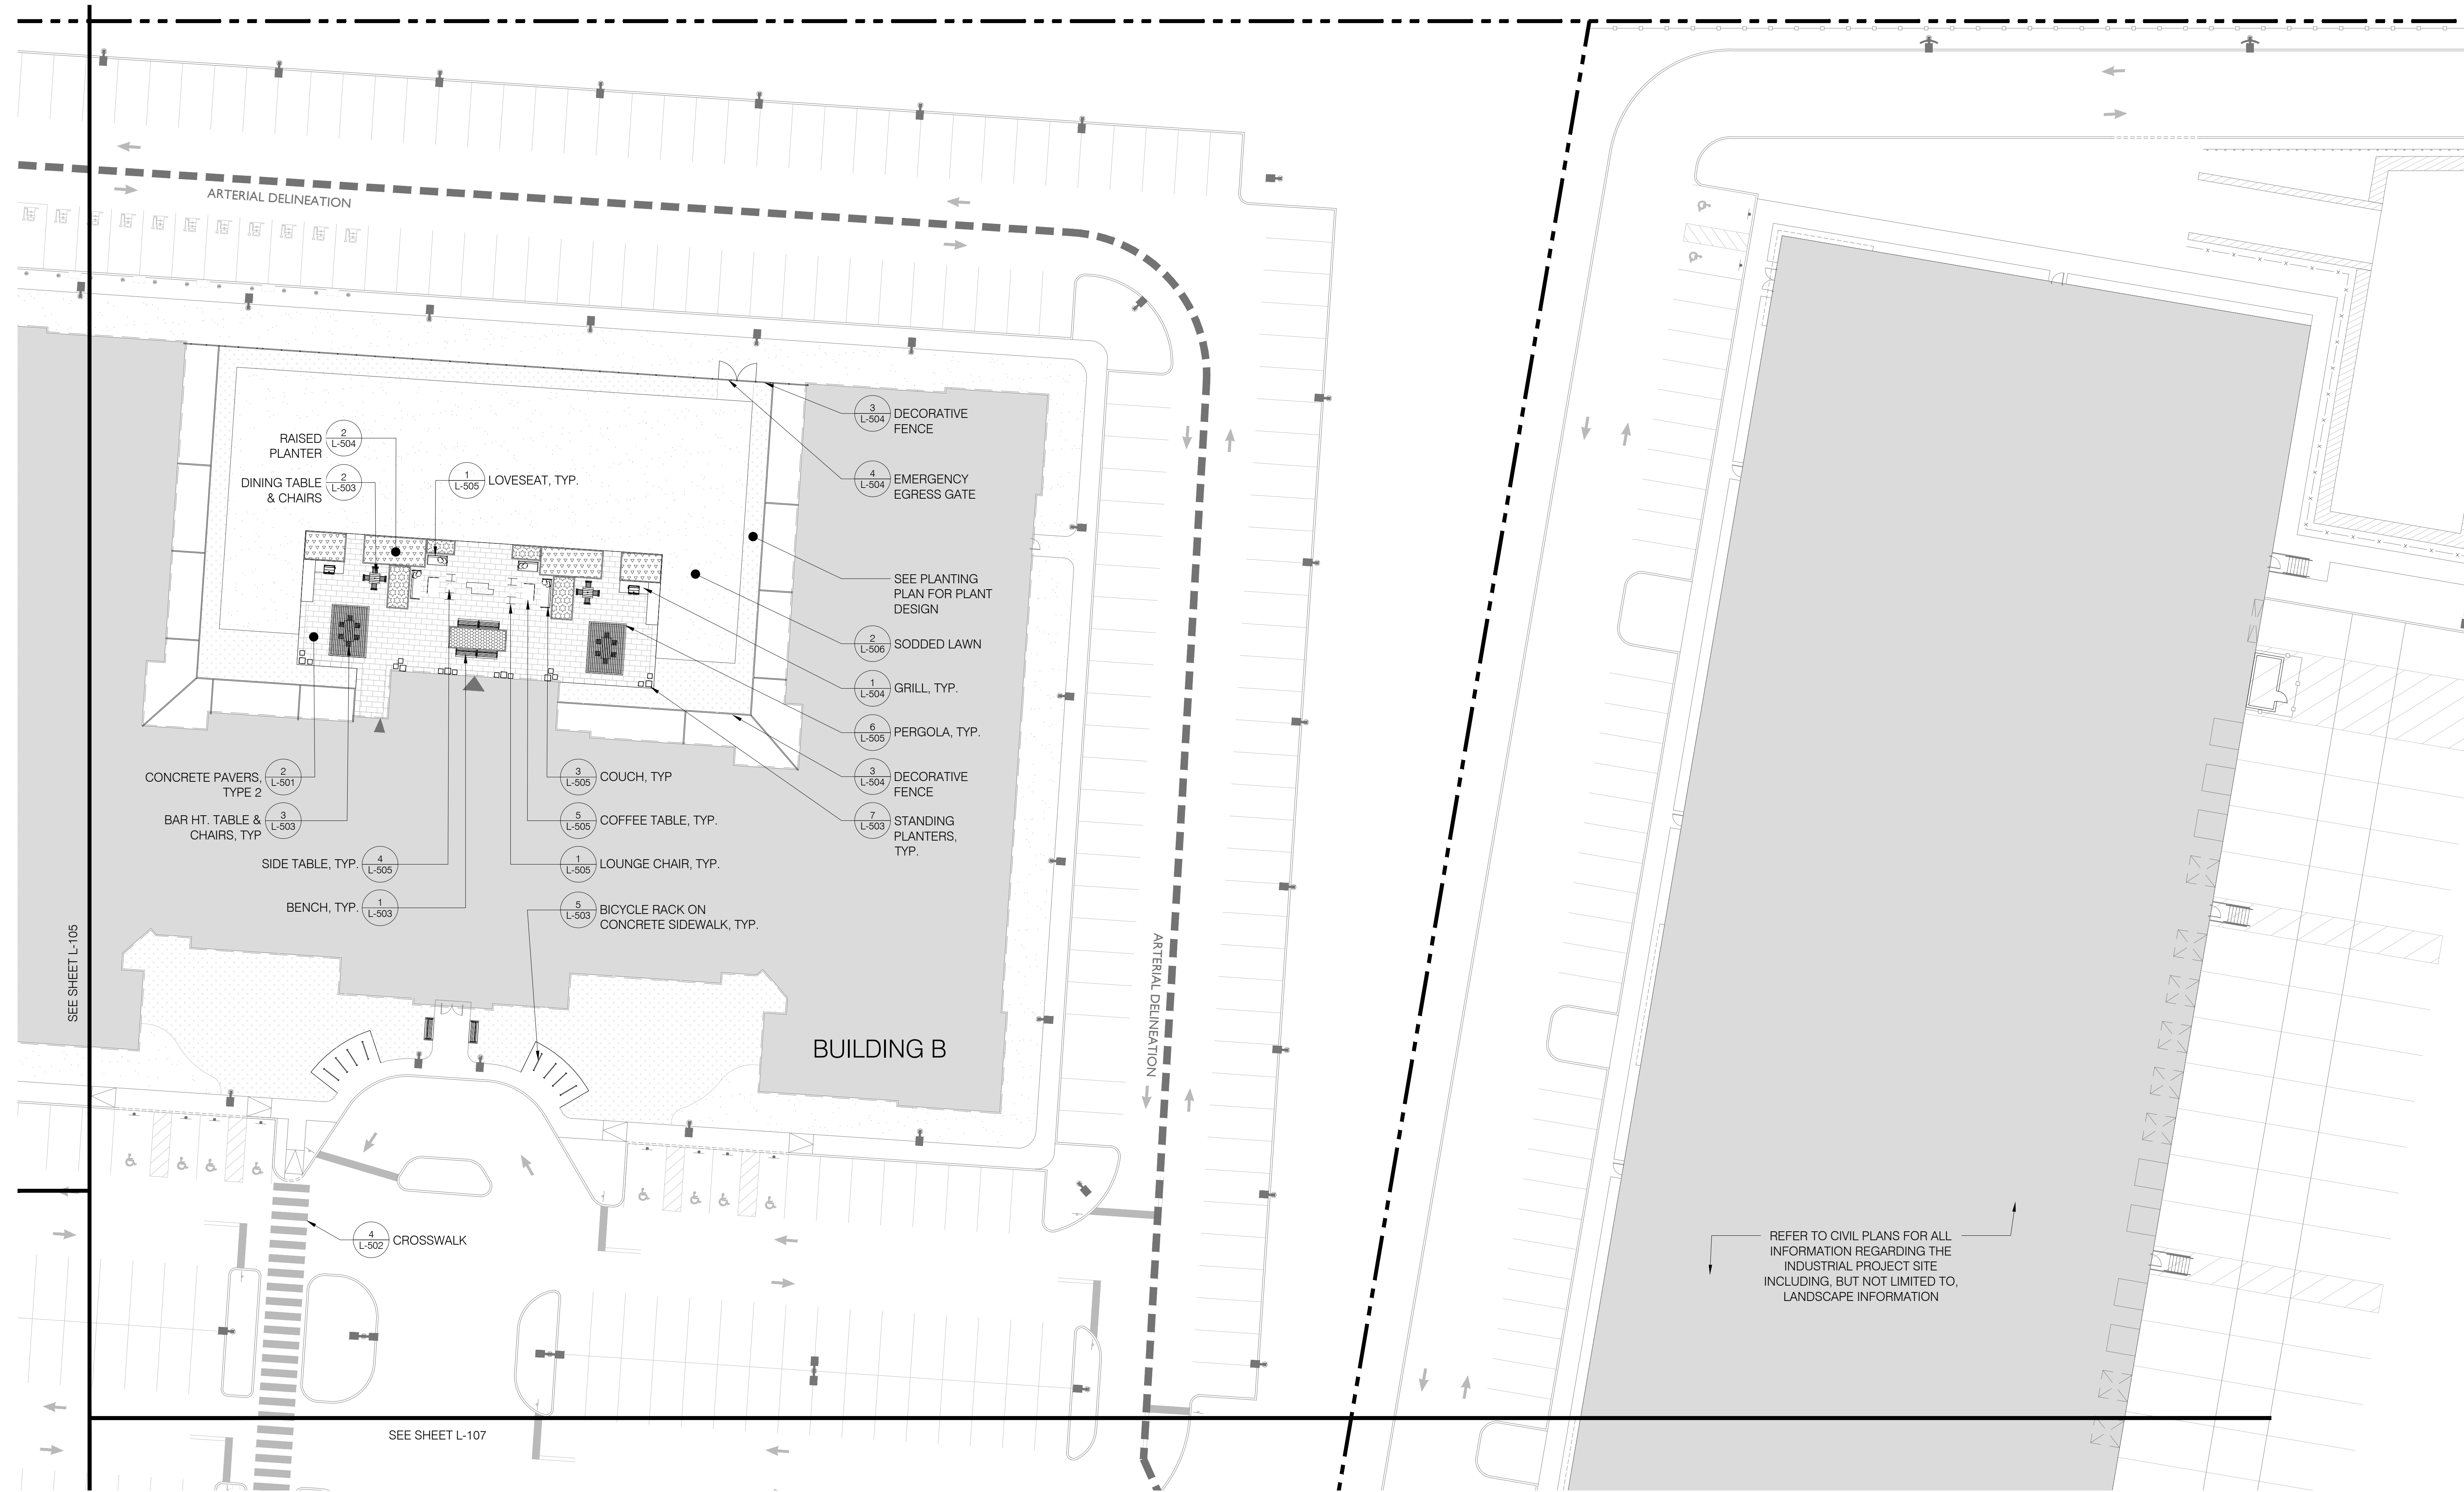 ARTERIAL DELINEATION
2
L-504
RAISED
PLANTER
2
L-503
DINING TABLE
& CHAIRS
1
L-505
LOVESEAT, TYP.
3
L-504
DECORATIVE
FENCE
4
L-504
EMERGENCY
EGRESS GATE
SEE PLANTING
PLAN FOR PLANT
DESIGN
2
L-506
SODDED LAWN
1
L-504
GRILL, TYP.
6
L-505
PERGOLA, TYP.
3
L-504
DECORATIVE
FENCE
7
L-503
STANDING
PLANTERS,
TYP.
CONCRETE PAVERS,
TYPE 2
2
L-501
BAR HT. TABLE &
CHAIRS, TYP
3
L-503
SIDE TABLE, TYP.
4
L-505
BENCH, TYP.
1
L-503
3
L-505
COUCH, TYP
5
L-505
COFFEE TABLE, TYP.
1
L-505
LOUNGE CHAIR, TYP.
5
L-503
BICYCLE RACK ON
CONCRETE SIDEWALK, TYP.
SEE SHEET L-105
BUILDING B
ARTERIAL DELINEATION
4
L-502
CROSSWALK
REFER TO CIVIL PLANS FOR ALL
INFORMATION REGARDING THE
INDUSTRIAL PROJECT SITE
INCLUDING, BUT NOT LIMITED TO,
LANDSCAPE INFORMATION
SEE SHEET L-107